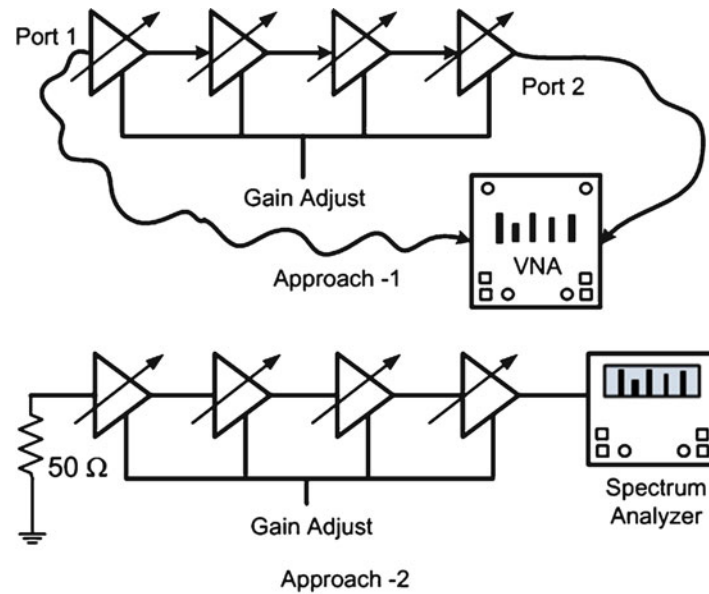 Port 1
Port 2
Gain Adjust
VNA
Approach -1
50 Ω
Gain Adjust
Spectrum
Analyzer
Approach -2